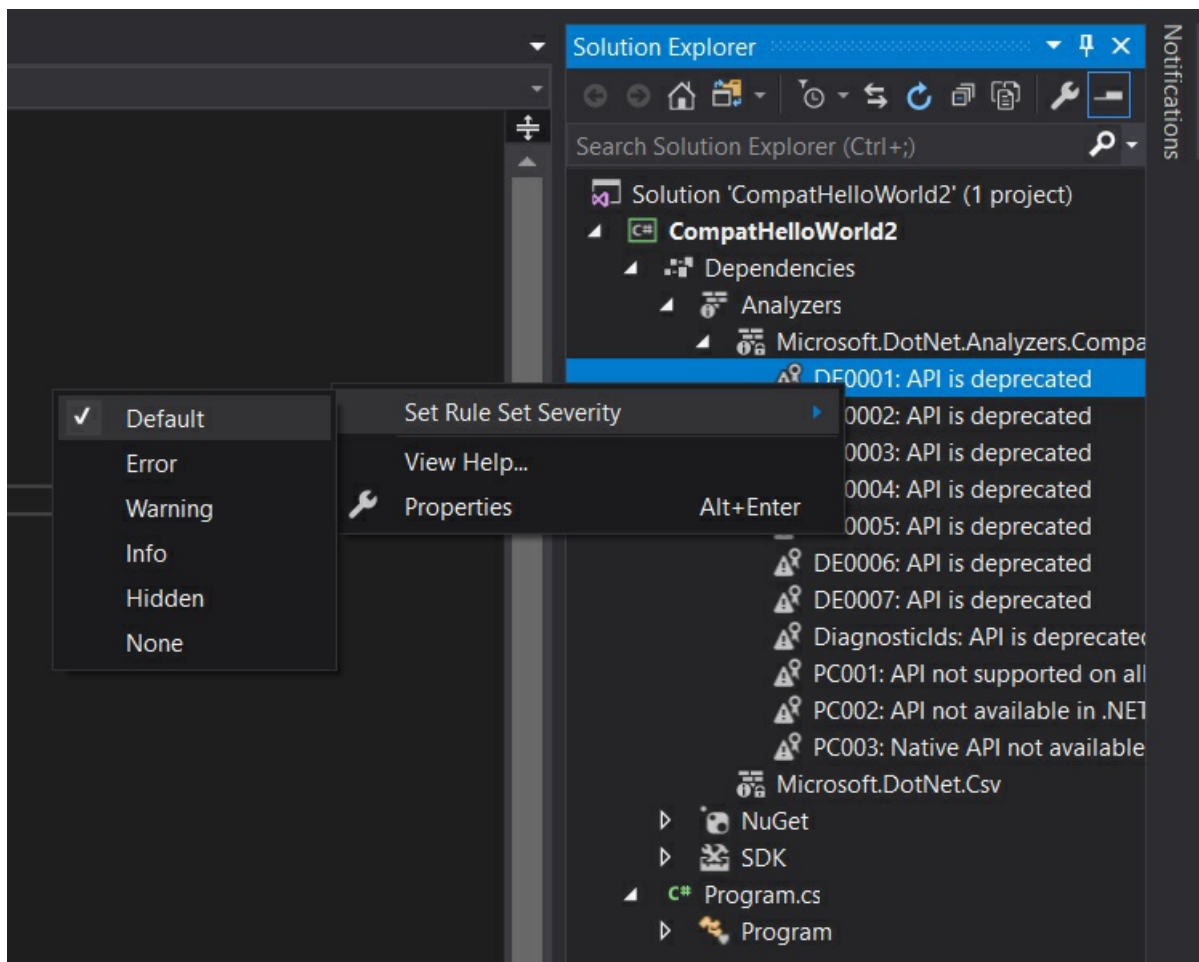 Solution Explorer
Notifications
Search Solution Explorer (Ctrl+;)
Solution 'CompatHelloWorld2' (1 project)
C# CompatHelloWorld2
Dependencies
Analyzers
Microsoft.DotNet.Analyzers.Compa
DE0001: API is deprecated
0002: API is deprecated
0003: API is deprecated
0004: API is deprecated
0005: API is deprecated
DE0006: API is deprecated
DE0007: API is deprecated
DiagnosticIds: API is deprecated
PC001: API not supported on all
PC002: API not available in .NET
PC003: Native API not available
Microsoft.DotNet.Csv
NuGet
SDK
C# Program.cs
Program
Set Rule Set Severity
View Help...
Properties Alt+Enter
Default
Error
Warning
Info
Hidden
None